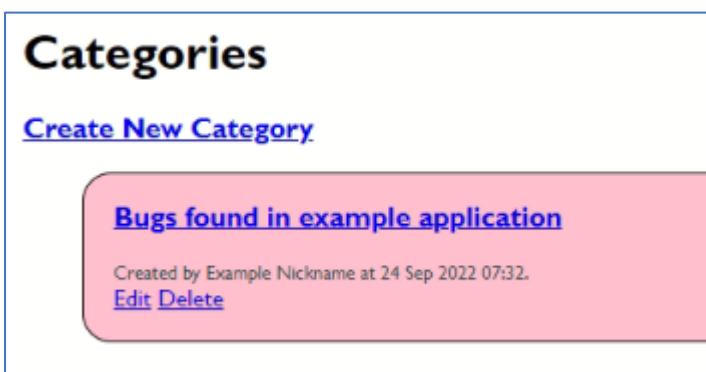 Categories
Create New Category
Bugs found in example application
Created by Example Nickname at 24 Sep 2022 07:32.
Edit Delete